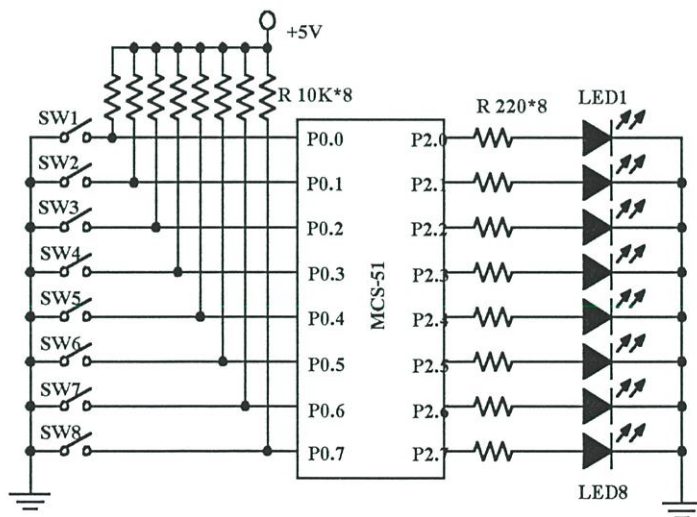 +5V
R 10K*8
R 220*8
LED1
SW1
P0.0
P2.0
SW2
P0.1
P2.1
SW3
P0.2
P2.2
SW4
P0.3
P2.3
MCS-51
SW5
P0.4
P2.4
SW6
P0.5
P2.5
SW7
P0.6
P2.6
SW8
P0.7
P2.7
LED8